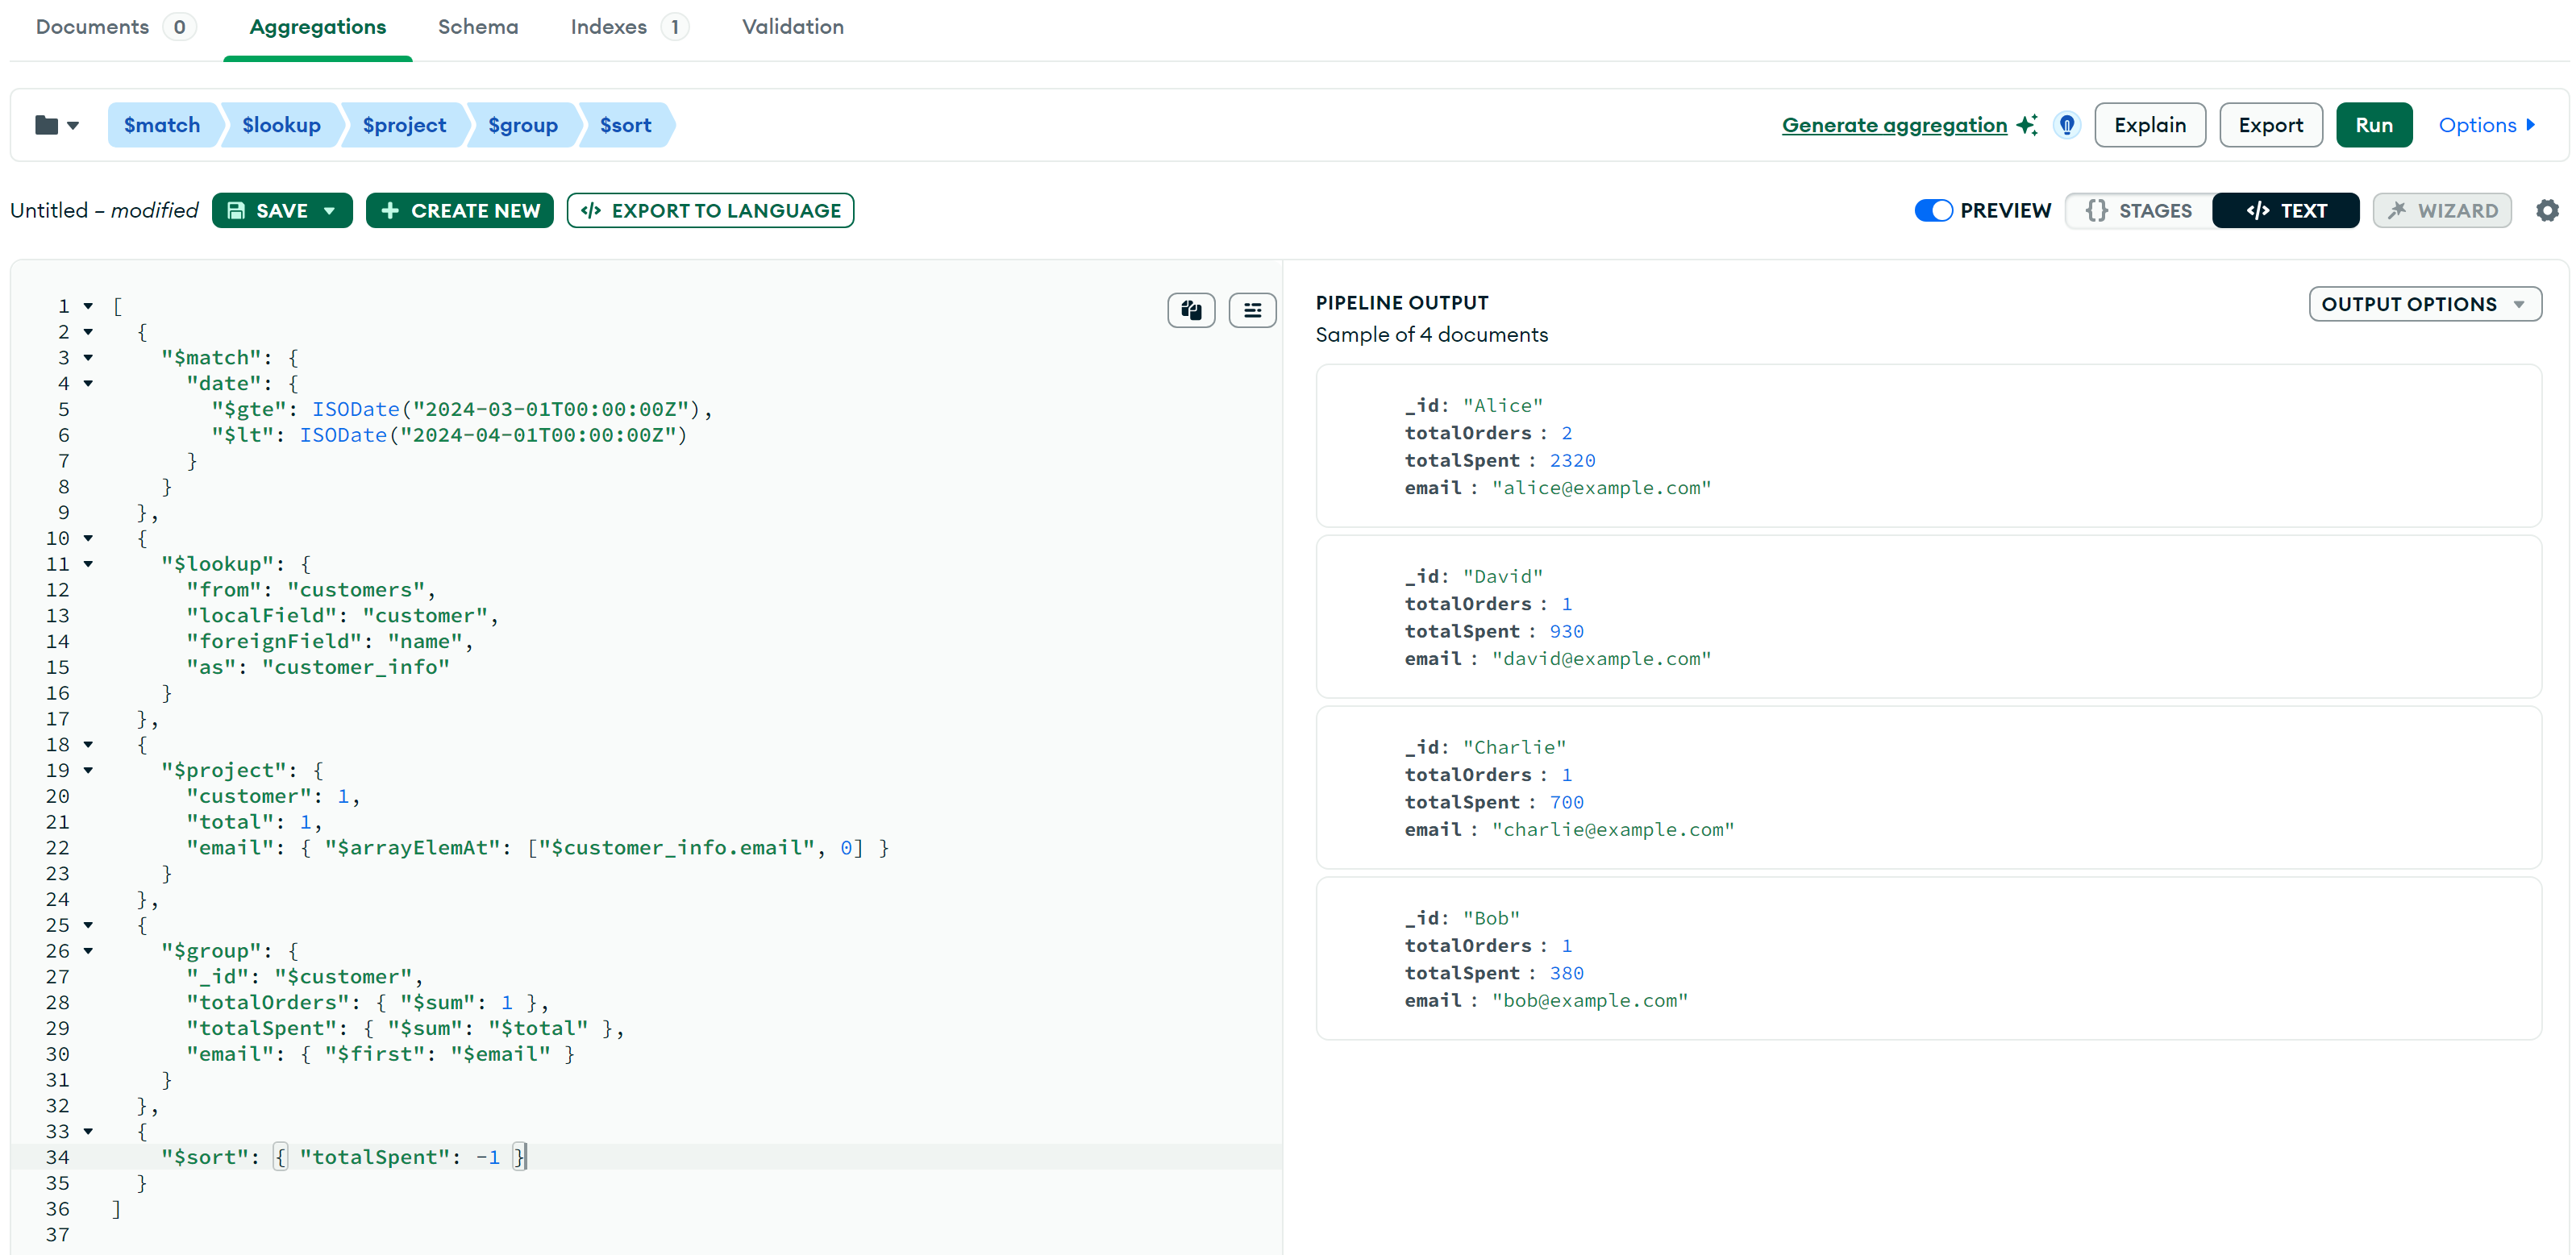 Documents 0 Aggregations Schema Indexes 1 Validation
$match $lookup $project $group $sort Generate aggregation Explain Export Run Options
Untitled – modified SAVE CREATE NEW </> EXPORT TO LANGUAGE PREVIEW {} STAGES </> TEXT WIZARD
1 [
2 {
3 "$match": {
4 "date": {
5 "$gte": ISODate("2024-03-01T00:00:00Z"),
6 "$lt": ISODate("2024-04-01T00:00:00Z")
7 }
8 }
9 },
10 {
11 "$lookup": {
12 "from": "customers",
13 "localField": "customer",
14 "foreignField": "name",
15 "as": "customer_info"
16 }
17 },
18 {
19 "$project": {
20 "customer": 1,
21 "total": 1,
22 "email": { "$arrayElemAt": ["$customer_info.email", 0] }
23 }
24 },
25 {
26 "$group": {
27 "_id": "$customer",
28 "totalOrders": { "$sum": 1 },
29 "totalSpent": { "$sum": "$total" },
30 "email": { "$first": "$email" }
31 }
32 },
33 {
34 "$sort": { "totalSpent": -1 }
35 }
36 ]
37
PIPELINE OUTPUT
OUTPUT OPTIONS
Sample of 4 documents
_id: "Alice"
totalOrders : 2
totalSpent : 2320
email : "alice@example.com"
_id: "David"
totalOrders : 1
totalSpent : 930
email : "david@example.com"
_id: "Charlie"
totalOrders : 1
totalSpent : 700
email : "charlie@example.com"
_id: "Bob"
totalOrders : 1
totalSpent : 380
email : "bob@example.com"